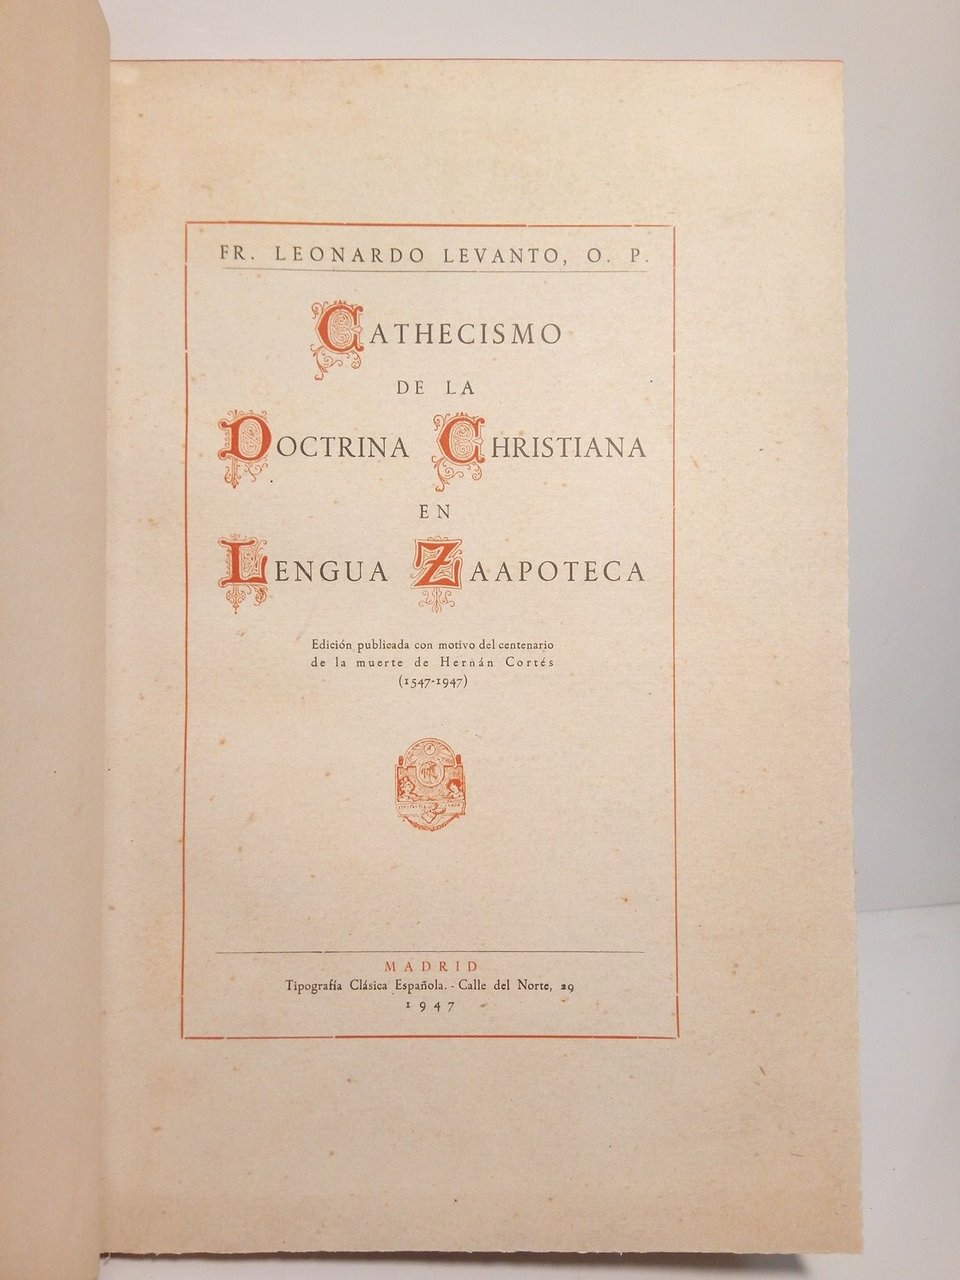 FR. LEONARDO LEVANTO, O. P.
CATHECISMO
DE LA
DOCTRINA CHRISTIANA
EN
LENGUA ZAAPOTECA
Edición publicada con motivo del centenario
de la muerte de Hernán Cortés
(1547-1947)
MADRID
Tipografía Clásica Española. - Calle del Norte, 29
1947